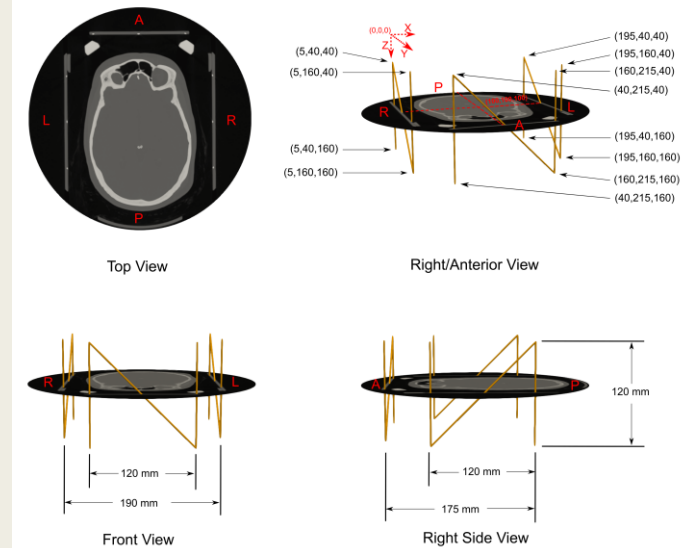 A
L
R
P
Top View
(0,0,0)
X
Z
Y
(5,40,40)
(5,160,40)
P
R
L
A
(5,40,160)
(5,160,160)
(195,40,40)
(195,160,40)
(160,215,40)
(40,215,40)
(195,40,160)
(195,160,160)
(160,215,160)
(40,215,160)
Right/Anterior View
R
L
120 mm
190 mm
Front View
A
P
120 mm
120 mm
175 mm
Right Side View